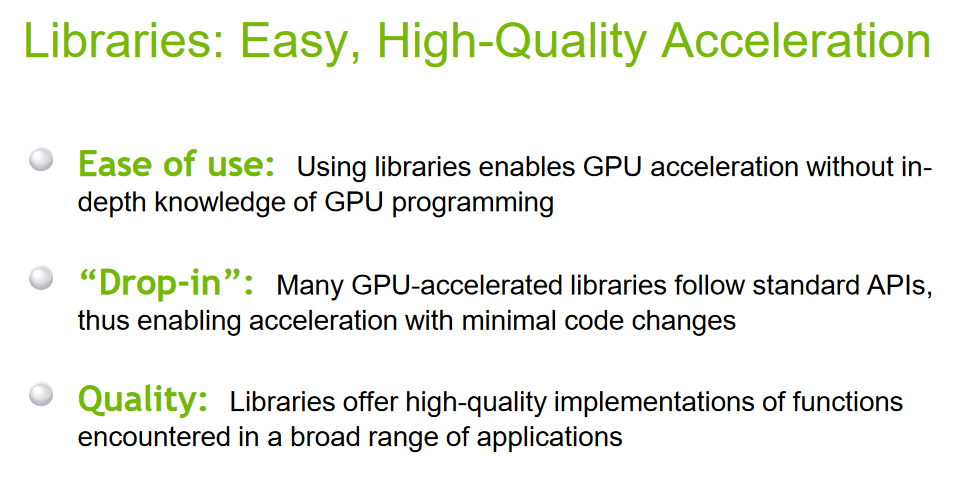 Libraries: Easy, High-Quality Acceleration
Ease of use: Using libraries enables GPU acceleration without in-
depth knowledge of GPU programming
“Drop-in”: Many GPU-accelerated libraries follow standard APIs,
thus enabling acceleration with minimal code changes
Quality: Libraries offer high-quality implementations of functions
encountered in a broad range of applications